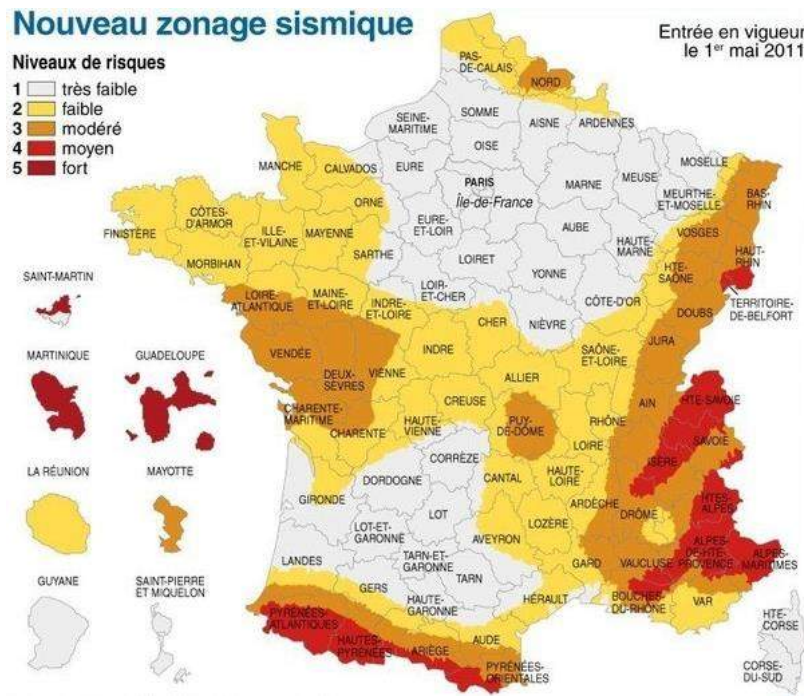 Nouveau zonage sismique
Entrée en vigueur
le 1er mai 2011
Niveaux de risques
1 très faible
2 faible
3 modéré
4 moyen
5 fort
PAS-
DE-CALAIS
NORD
SOMME
SEINE-
MARITIME
AISNE
ARDENNES
OISE
MANCHE
CALVADOS
EURE
PARIS
Île-de-France
MARNE
MEUSE
MOSELLE
MEURTHE-
ET-MOSELLE
BAS-
RHIN
ORNE
FINISTÈRE
CÔTES-
D'ARMOR
ILLE-
ET-VILAINE
MAYENNE
EURE-
ET-LOIR
AUBE
VOSGES
HAUTE-
MARNE
HAUT-
RHIN
MORBIHAN
SARTHE
LOIRET
YONNE
HTE-
SAÔNE
LOIR-
ET-CHER
CÔTE-D'OR
TERRITOIRE-
DE-BELFORT
LOIRE-
ATLANTIQUE
MAINE-
ET-LOIRE
INDRE-
ET-LOIRE
CHER
NIÈVRE
DOUBS
JURA
VENDÉE
DEUX-
SÈVRES
VIENNE
INDRE
SAÔNE-
ET-LOIRE
ALLIER
CREUSE
AIN
HTE-SAVOIE
CHARENTE-
MARITIME
CHARENTE
HAUTE-
VIENNE
PUY-
DE-DÔME
RHÔNE
LOIRE
SAVOIE
ISÈRE
CORRÈZE
DORDOGNE
CANTAL
HAUTE-
LOIRE
GIRONDE
LOT
ARDÈCHE
DRÔME
HTES-
ALPES
LOT-ET-
GARONNE
AVEYRON
LOZÈRE
ALPES-
DE-HTE-
PROVENCE
ALPES-
MARITIMES
LANDES
TARN-ET-
GARONNE
TARN
GARD
VAUCLUSE
GERS
HAUTE-
GARONNE
HÉRAULT
BOUCHES-
DU-RHÔNE
VAR
PYRÉNÉES-
ATLANTIQUES
HAUTES-
PYRÉNÉES
ARIÈGE
AUDE
PYRÉNÉES-
ORIENTALES
HTE-
CORSE
CORSE-
DU-SUD
SAINT-MARTIN
MARTINIQUE
GUADELOUPE
LA RÉUNION
MAYOTTE
GUYANE
SAINT-PIERRE
ET MIQUELON